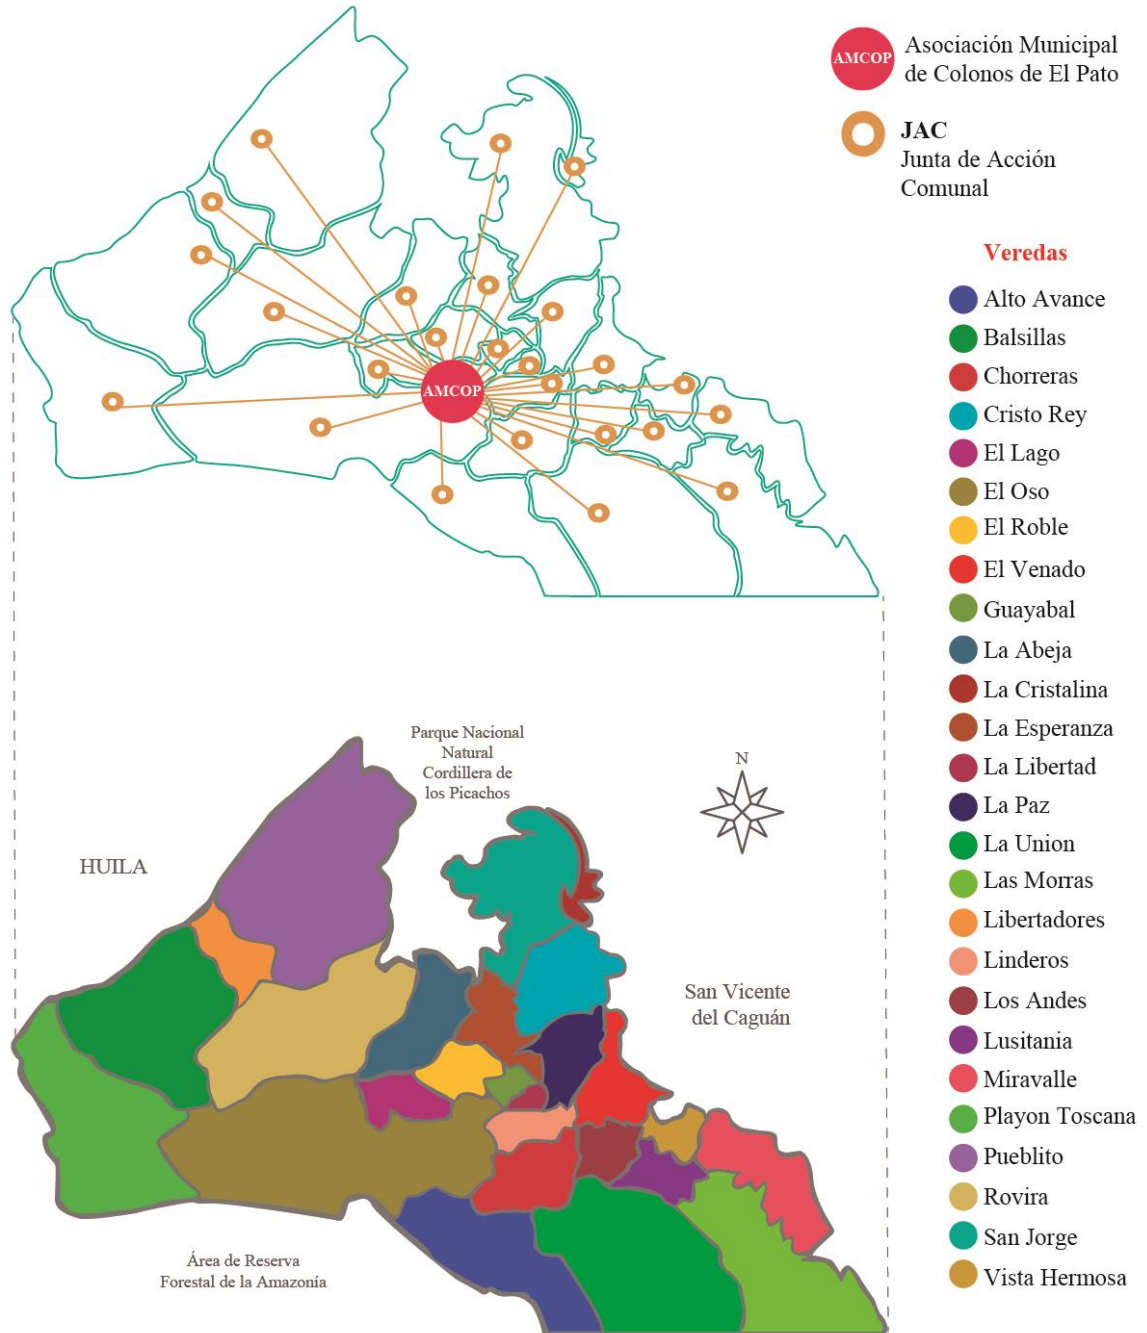 AMCOP
Asociación Municipal
de Colonos de El Pato
JAC
Junta de Acción
Comunal
AMCOP
Veredas
Alto Avance
Balsillas
Chorreras
Cristo Rey
El Lago
El Oso
El Roble
El Venado
Guayabal
La Abeja
La Cristalina
La Esperanza
La Libertad
La Paz
La Union
Las Morras
Libertadores
Linderos
Los Andes
Lusitania
Miravalle
Playon Toscana
Pueblito
Rovira
San Jorge
Vista Hermosa
Parque Nacional
Natural
Cordillera de
los Picachos
N
HUILA
San Vicente
del Caguán
Área de Reserva
Forestal de la Amazonía